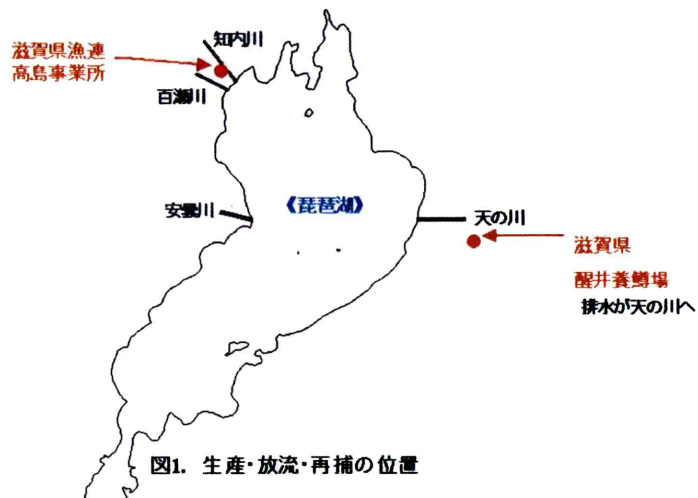 知内川
滋賀県漁連
高島事業所
百瀬川
安曇川
《琵琶湖》
天の川
滋賀県
醒井養鱒場
排水が天の川へ
図1. 生産・放流・再捕の位置